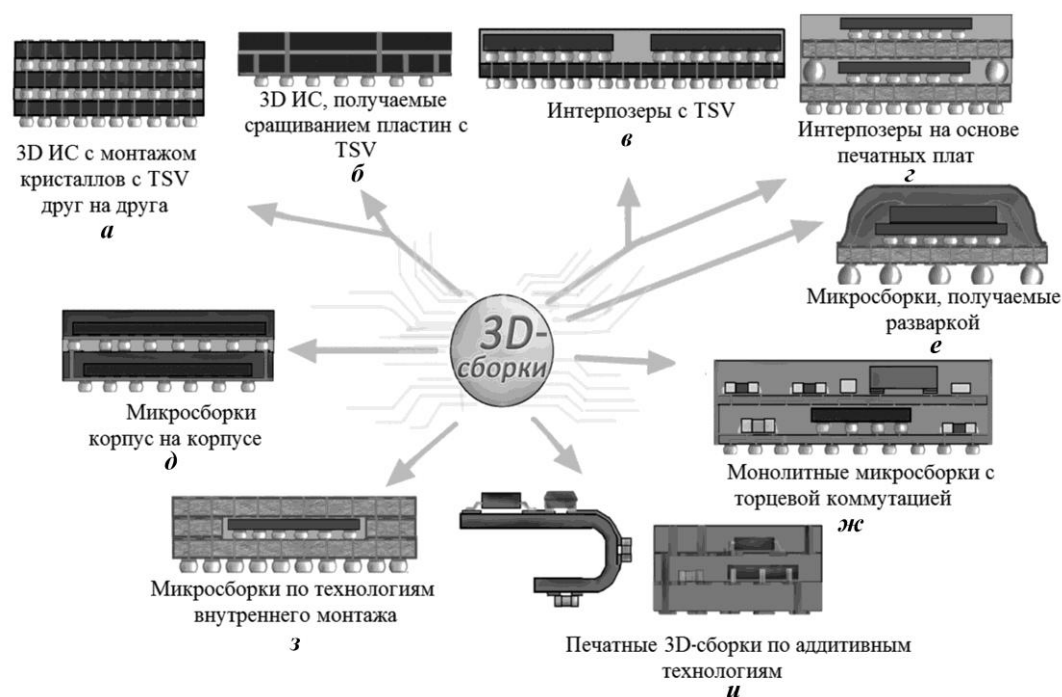 3D ИС с монтажом
кристаллов с TSV
друг на друга
а
3D ИС, получаемые
сращиванием пластин с
TSV
б
Интерпозеры с TSV
в
Интерпозеры на основе
печатных плат
г
Микросборки, получаемые
разваркой
е
3D-
сборки
Микросборки
корпус на корпусе
д
Монолитные микросборки с
торцевой коммутацией
ж
Микросборки по технологиям
внутреннего монтажа
з
Печатные 3D-сборки по аддитивным
технологиям
и